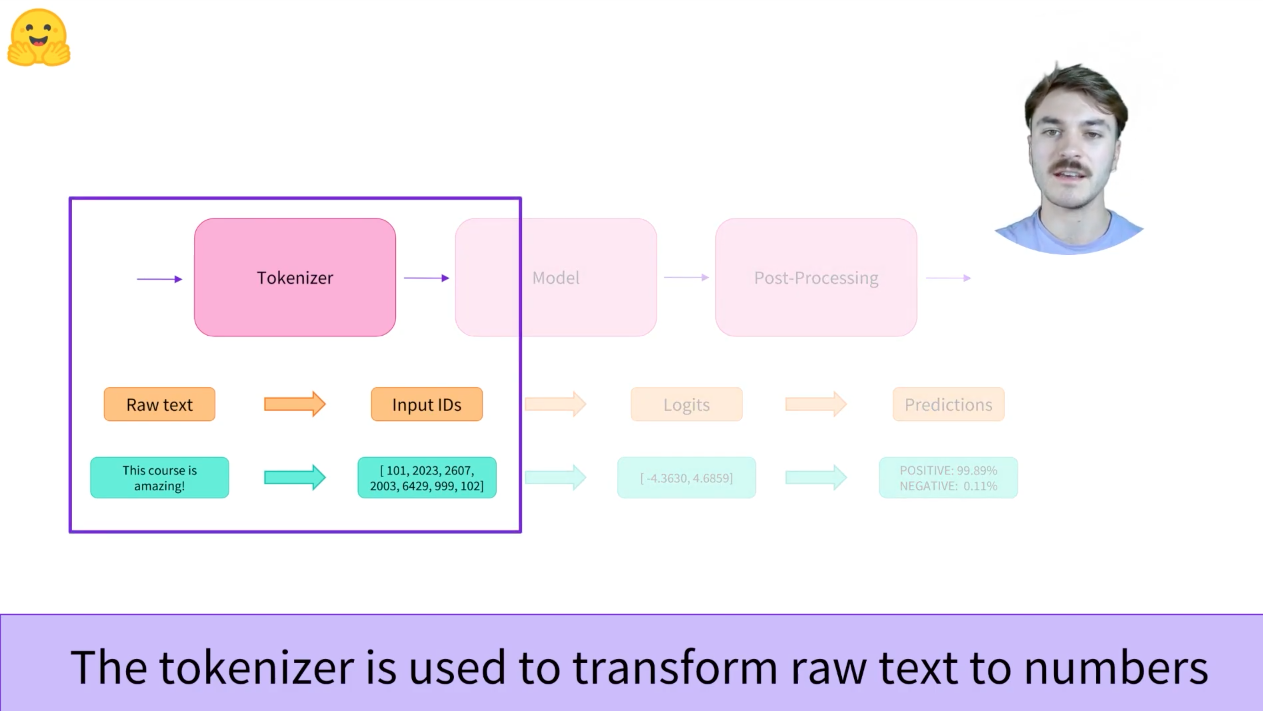 Tokenizer
Model
Post-Processing
Raw text
Input IDs
Logits
Predictions
This course is
amazing!
[ 101, 2023, 2607,
2003, 6429, 999, 102]
[ -4.3630, 4.6859]
POSITIVE: 99.89%
NEGATIVE: 0.11%
The tokenizer is used to transform raw text to numbers